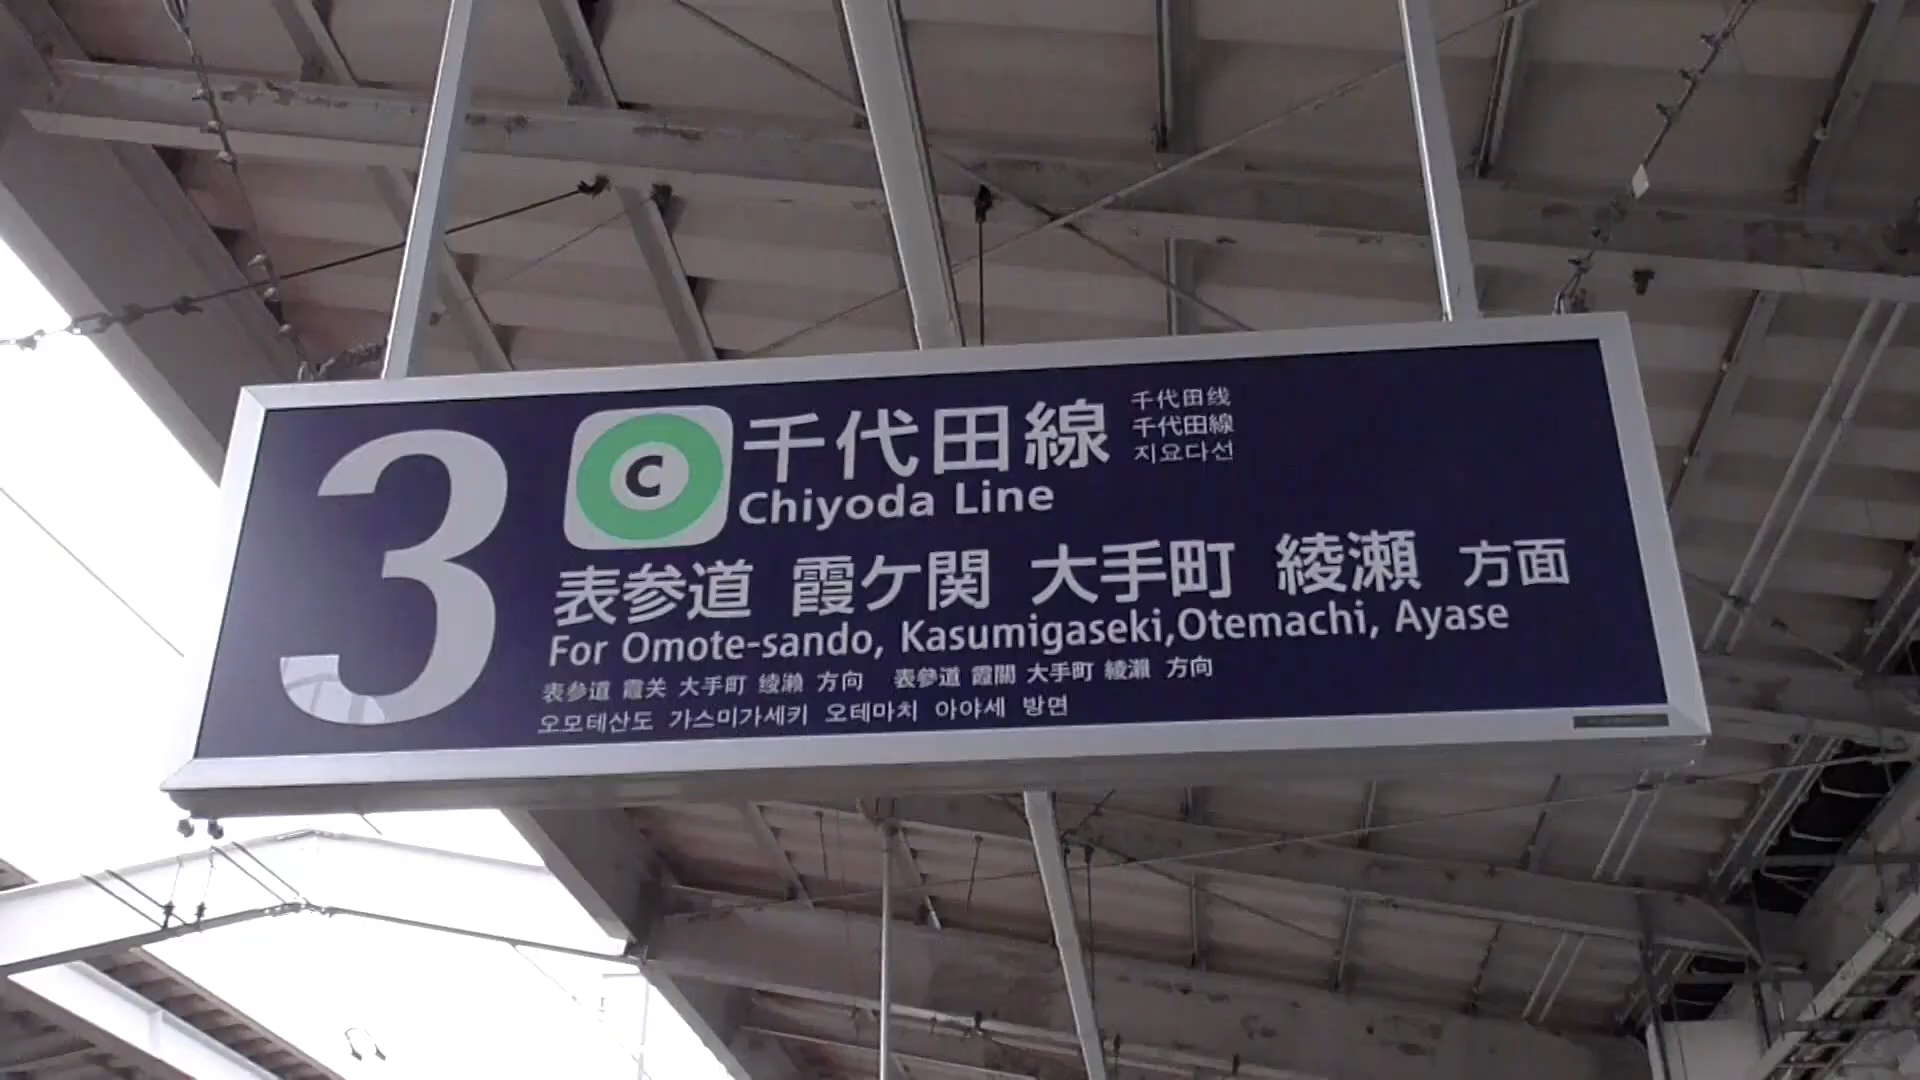 3
C
千代田線
Chiyoda Line
千代田线
千代田線
지요다선
表参道 霞ケ関 大手町 綾瀬 方面
For Omote-sando, Kasumigaseki,Otemachi, Ayase
表参道 霞关 大手町 绫濑 方向 表參道 霞關 大手町 綾瀨 方向
오모테산도 가스미가세키 오테마치 아야세 방면